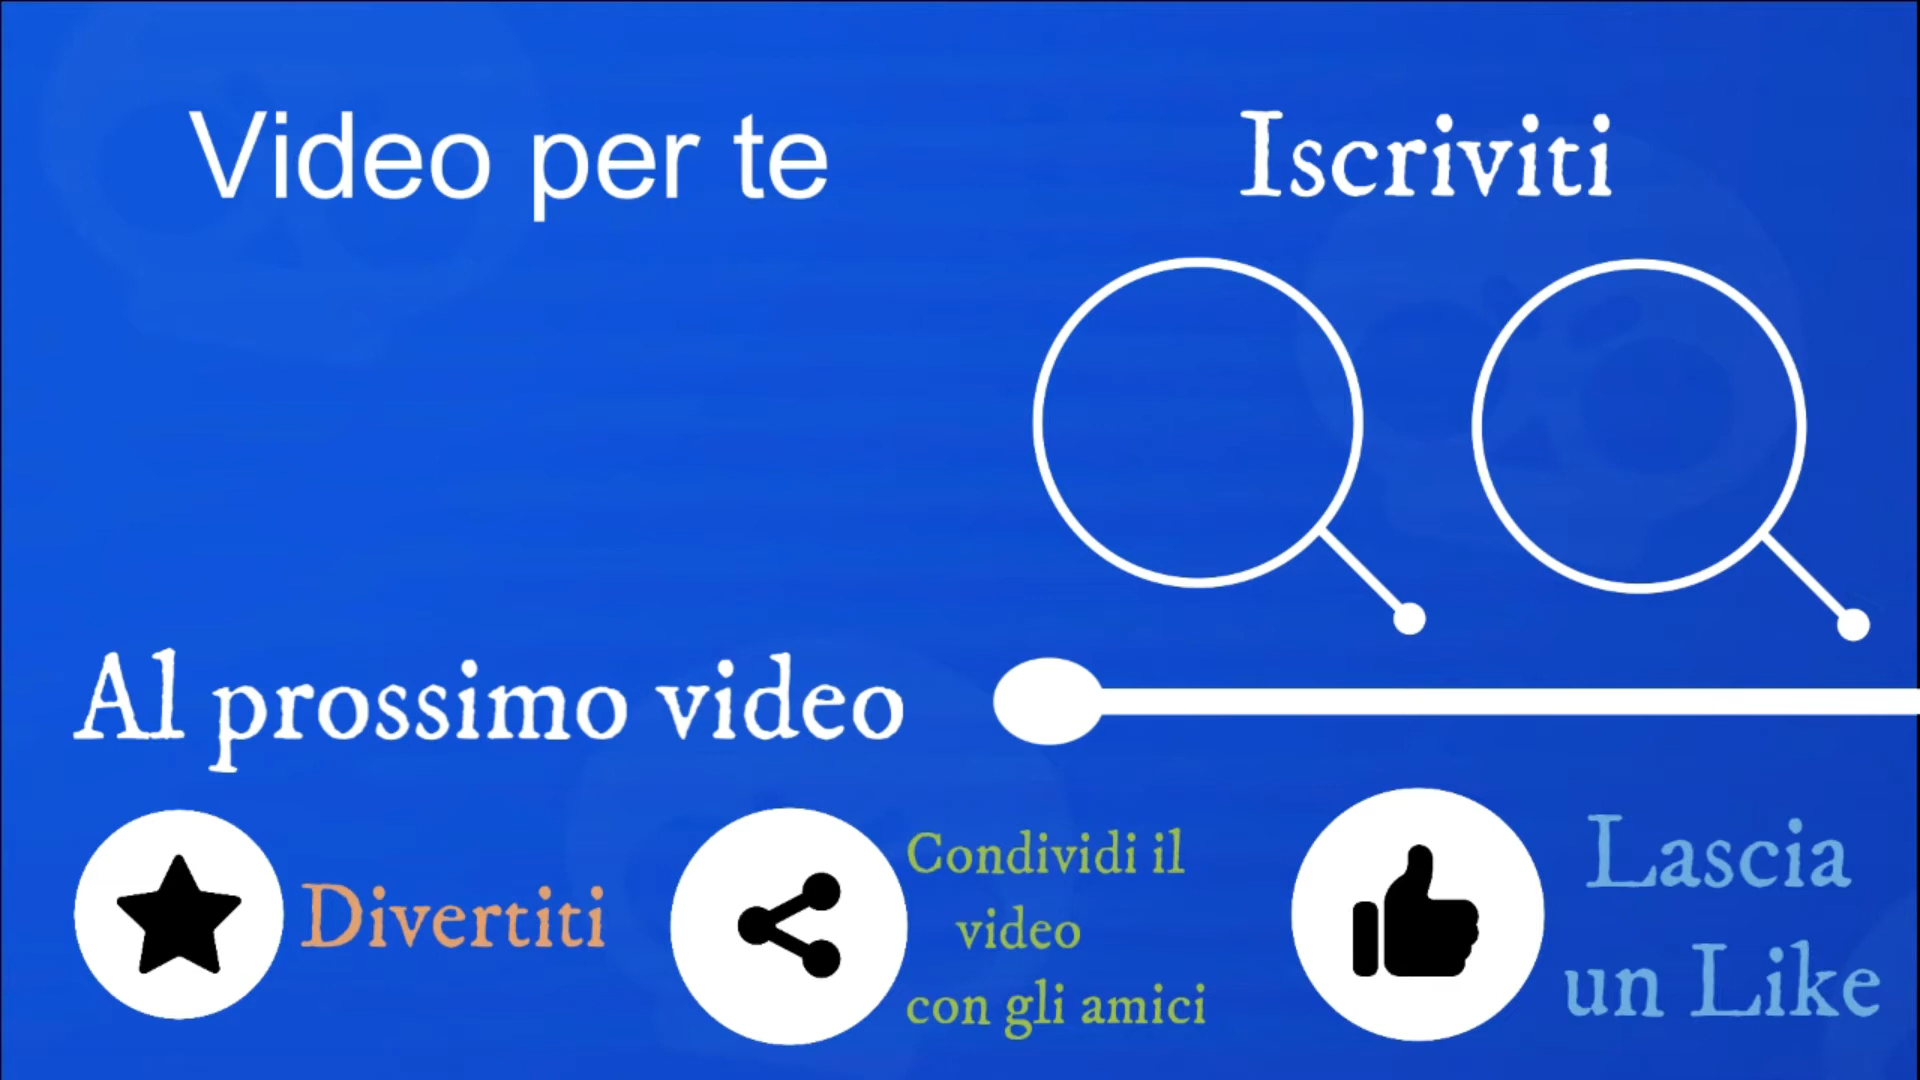 Video per te
Iscriviti
Al prossimo video
Divertiti
Condividi il
video
con gli amici
Lascia
un Like